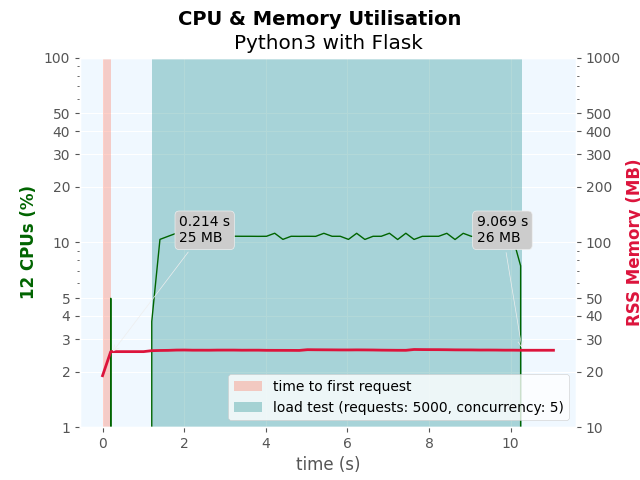 CPU & Memory Utilisation
Python3 with Flask
100
50
40
30
20
10
5
4
3
2
1
12 CPUs (%)
1000
500
400
300
200
100
50
40
30
20
10
RSS Memory (MB)
0.214 s
25 MB
9.069 s
26 MB
time to first request
load test (requests: 5000, concurrency: 5)
0 2 4 6 8 10
time (s)